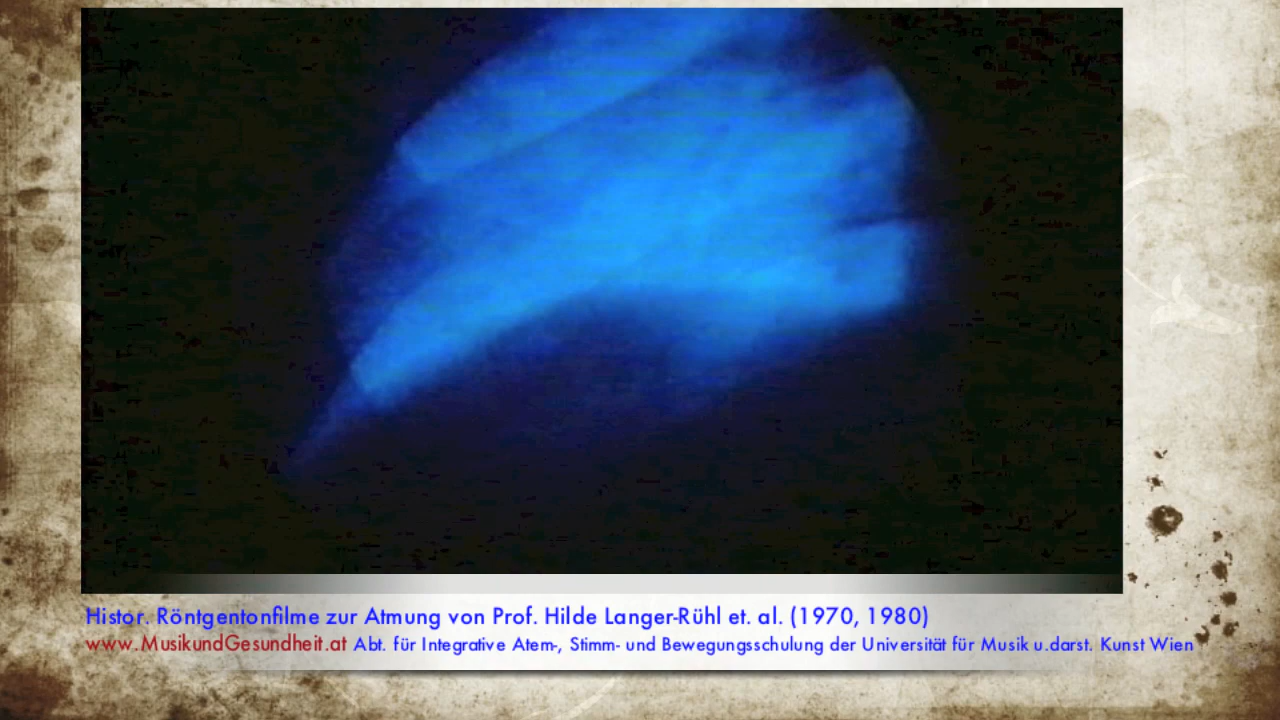 Histor. Röntgentonfilme zur Atmung von Prof. Hilde Langer-Rühl et. al. (1970, 1980)
www.MusikundGesundheit.at Abt. für Integrative Atem-, Stimm- und Bewegungsschulung der Universität für Musik u.darst. Kunst Wien